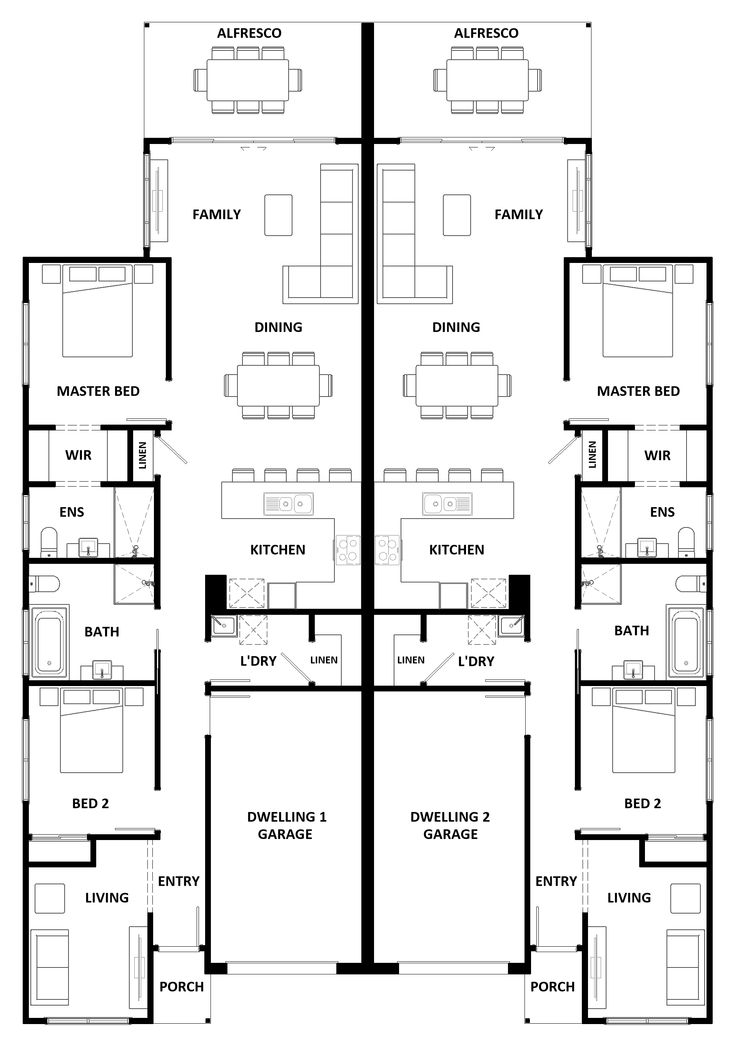 ALFRESCO
ALFRESCO
FAMILY
FAMILY
DINING
DINING
MASTER BED
MASTER BED
WIR
LINEN
LINEN
WIR
ENS
ENS
KITCHEN
KITCHEN
BATH
BATH
L'DRY
LINEN
LINEN
L'DRY
BED 2
BED 2
DWELLING 1
GARAGE
DWELLING 2
GARAGE
ENTRY
ENTRY
LIVING
LIVING
PORCH
PORCH